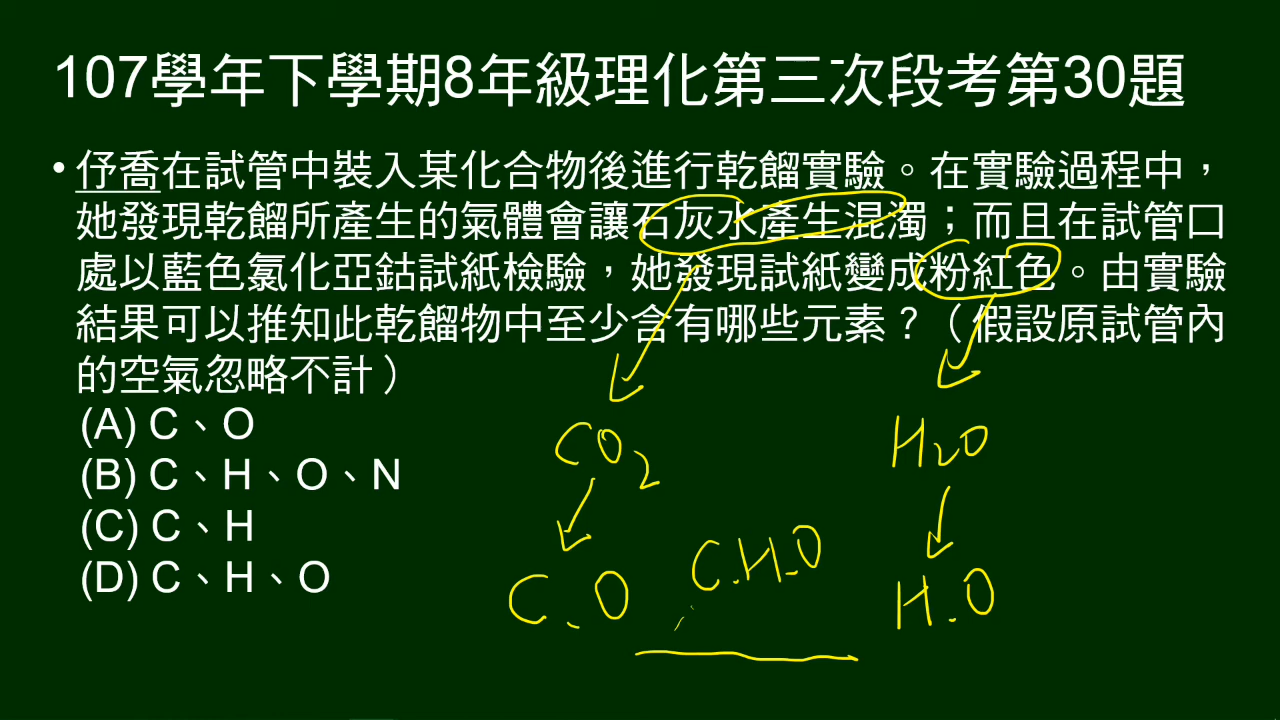 107學年下學期8年級理化第三次段考第30題
• 伃喬在試管中裝入某化合物後進行乾餾實驗。在實驗過程中，
她發現乾餾所產生的氣體會讓石灰水產生混濁；而且在試管口
處以藍色氯化亞鈷試紙檢驗，她發現試紙變成粉紅色。由實驗
結果可以推知此乾餾物中至少含有哪些元素？（假設原試管內
的空氣忽略不計）
(A) C、O
(B) C、H、O、N
(C) C、H
(D) C、H、O
CO2
H2O
C.H.O
C.O
H.O